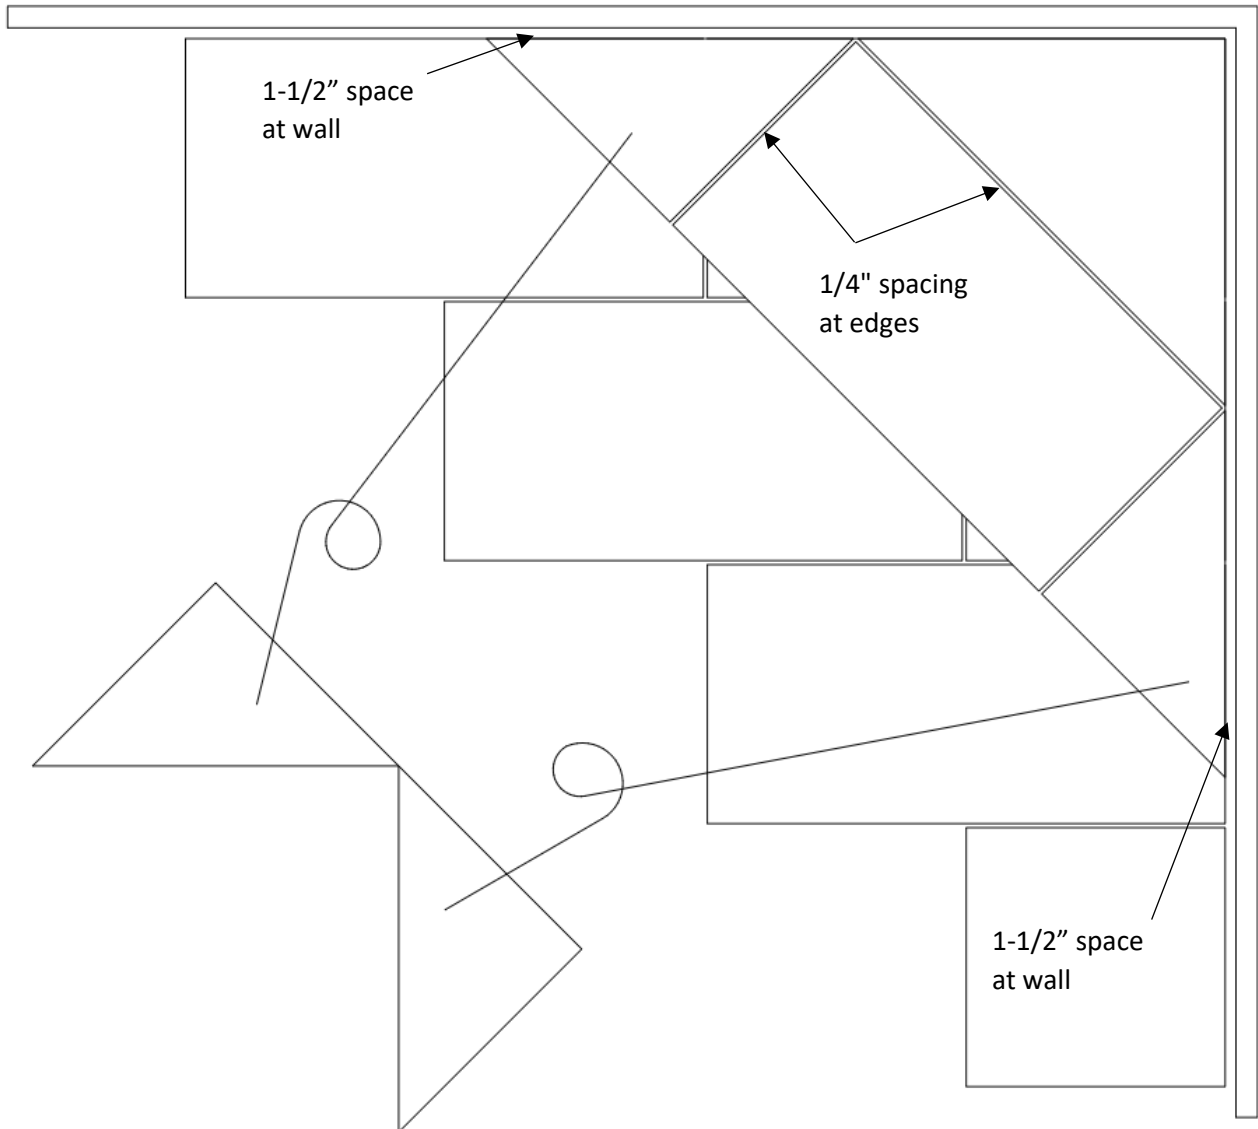 1-1/2” space
at wall
1/4" spacing
at edges
1-1/2” space
at wall